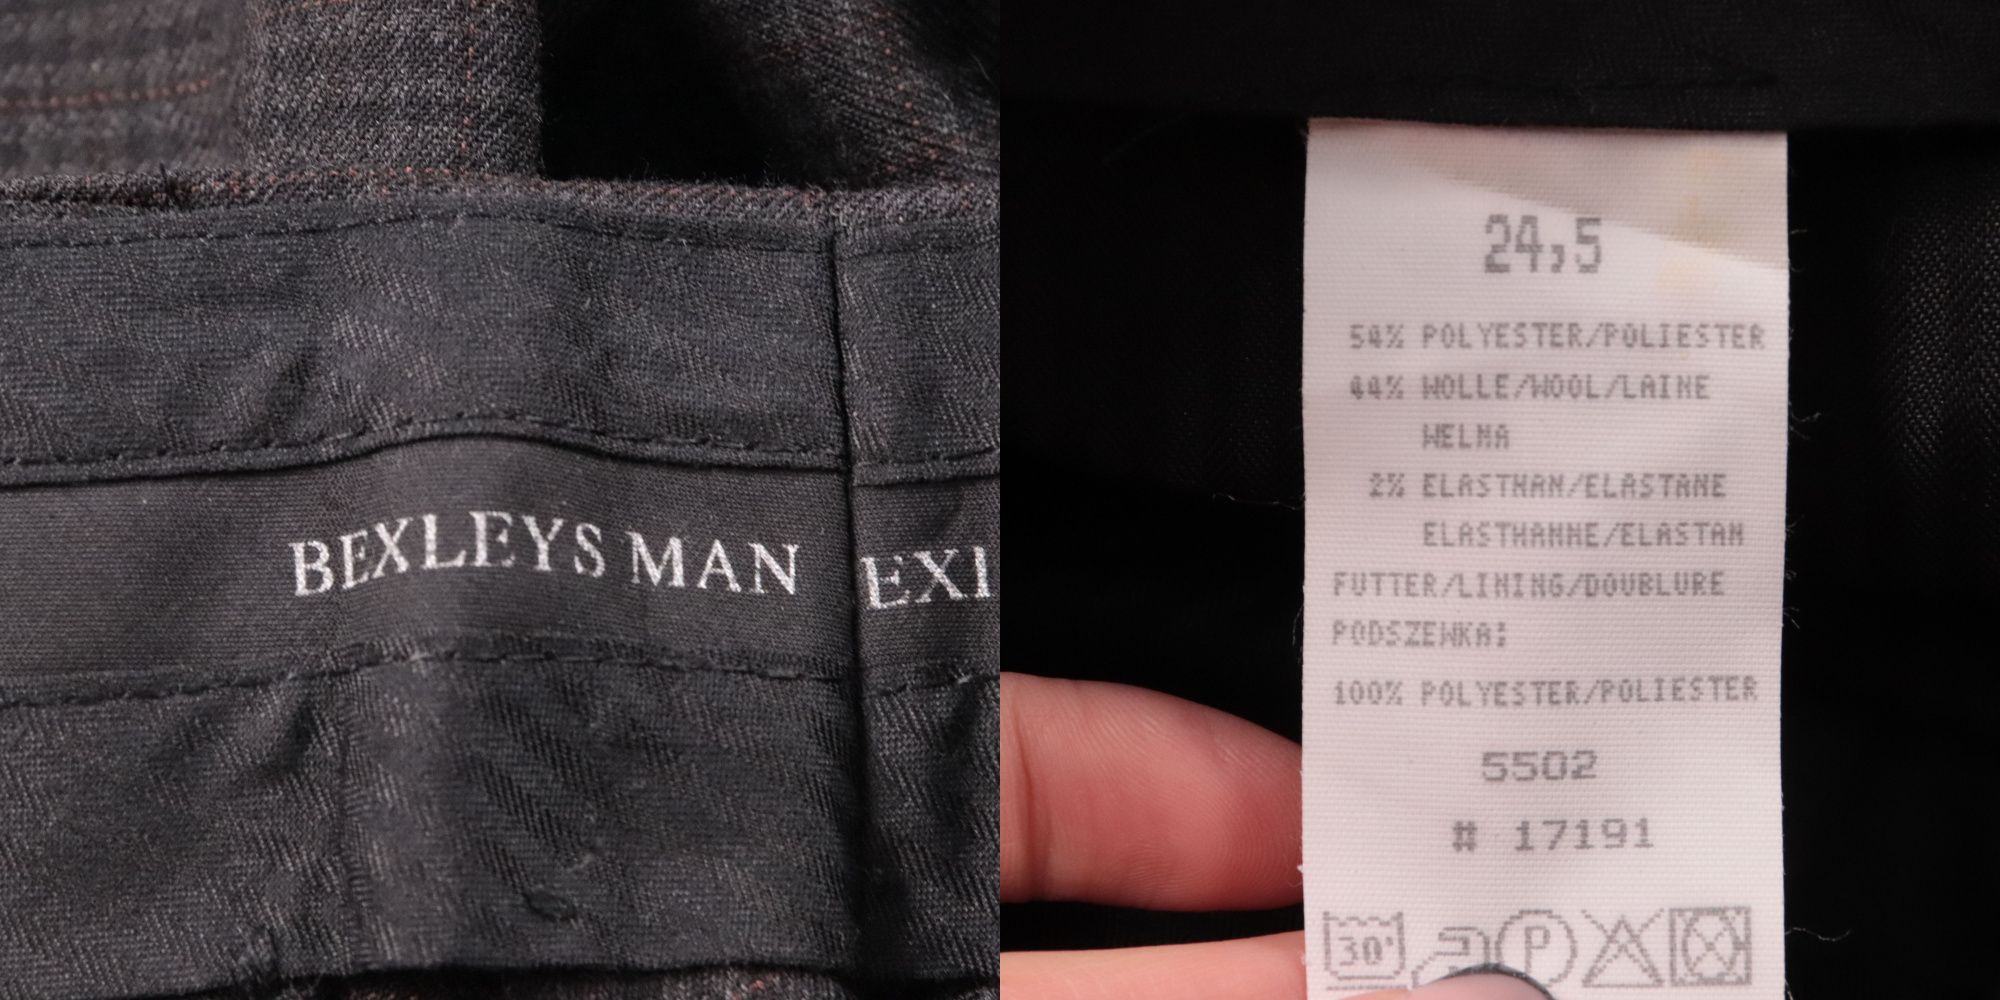 BEXLEYS MAN
EXL
24,5
54% POLYESTER/POLIESTER
44% WOLLE/WOOL/LAINE
WELNA
2% ELASTHAN/ELASTANE
ELASTHANNE/ELASTAN
FUTTER/LINING/DOUBLURE
PODSZEWKA:
100% POLYESTER/POLIESTER
5502
# 17191
30°
P